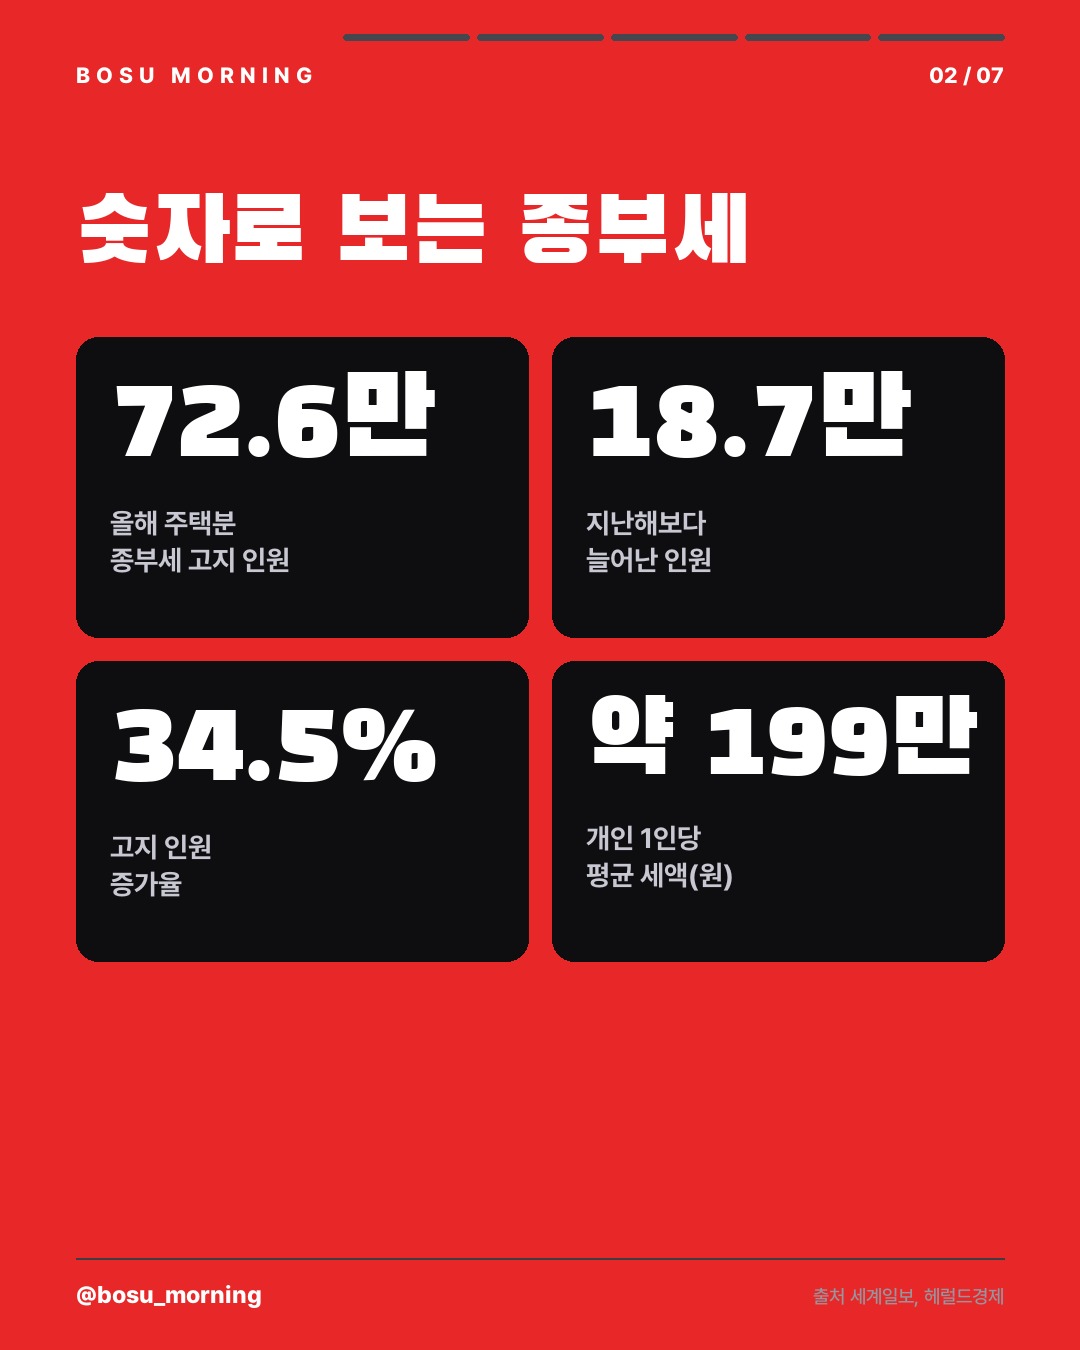 BOSU MORNING
02 / 07
숫자로 보는 종부세
72.6만
올해 주택분
종부세 고지 인원
18.7만
지난해보다
늘어난 인원
34.5%
고지 인원
증가율
약 199만
개인 1인당
평균 세액(원)
@bosu_morning
출처 세계일보, 헤럴드경제